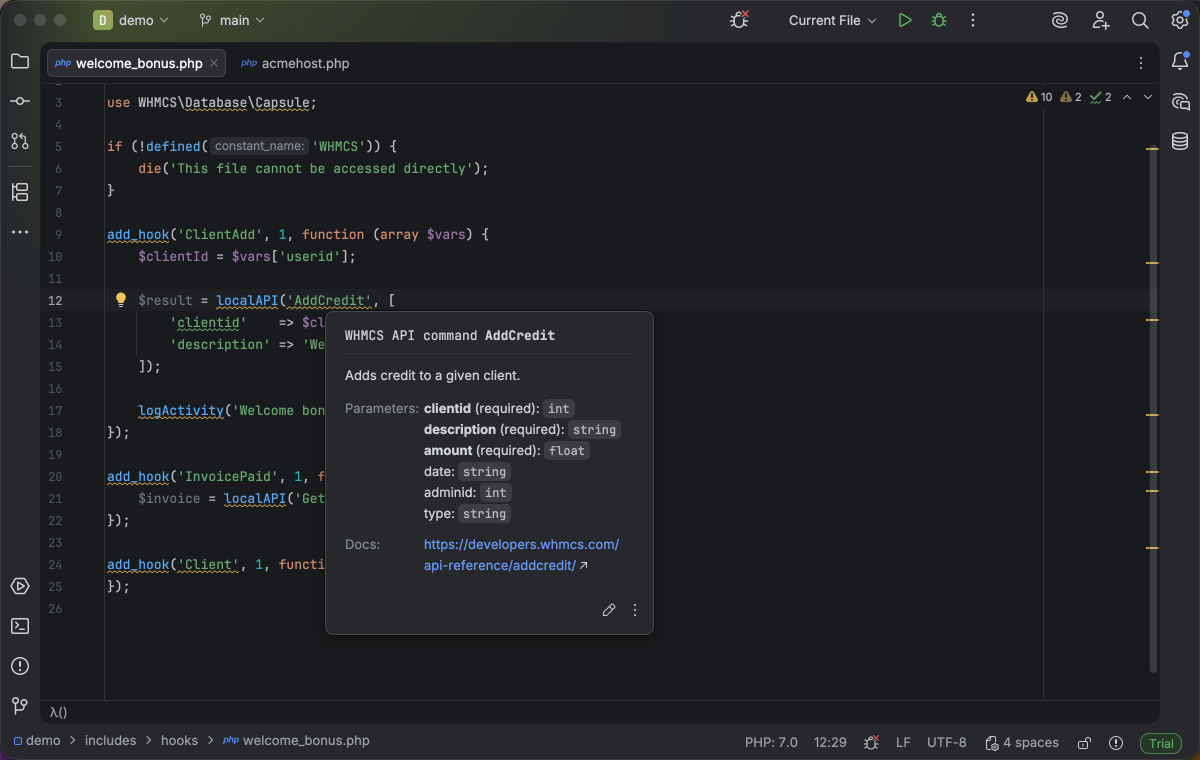 D demo main Current File
php welcome_bonus.php php acmehost.php
3 use WHMCS\Database\Capsule; 10 2 2
4
5 if (!defined( constant_name: 'WHMCS')) {
6 die('This file cannot be accessed directly');
7 }
8
9 add_hook('ClientAdd', 1, function (array $vars) {
10 $clientId = $vars['userid'];
11
12 $result = localAPI('AddCredit', [
13 'clientid' => $cl
14 'description' => 'We
15 ]);
16
17 logActivity('Welcome bon
18 });
19
20 add_hook('InvoicePaid', 1, f
21 $invoice = localAPI('Get
22 });
23
24 add_hook('Client', 1, functi
25 });
26
WHMCS API command AddCredit
Adds credit to a given client.
Parameters: clientid (required): int
description (required): string
amount (required): float
date: string
adminid: int
type: string
Docs: https://developers.whmcs.com/
api-reference/addcredit/↗
λ()
demo > includes > hooks > php welcome_bonus.php PHP: 7.0 12:29 LF UTF-8 4 spaces Trial